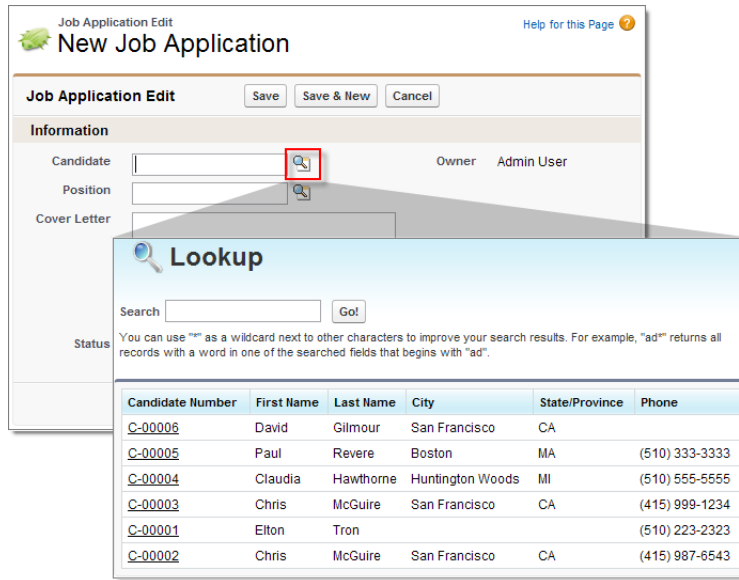 Job Application Edit
New Job Application
Help for this Page ?
Job Application Edit Save Save & New Cancel
Information
Candidate Owner Admin User
Position
Cover Letter
Status
Lookup
Search Go!
You can use "*" as a wildcard next to other characters to improve your search results. For example, "ad*" returns all
records with a word in one of the searched fields that begins with "ad".
Candidate Number First Name Last Name City State/Province Phone
C-00006 David Gilmour San Francisco CA
C-00005 Paul Revere Boston MA (510) 333-3333
C-00004 Claudia Hawthorne Huntington Woods MI (510) 555-5555
C-00003 Chris McGuire San Francisco CA (415) 999-1234
C-00001 Elton Tron (510) 223-2323
C-00002 Chris McGuire San Francisco CA (415) 987-6543